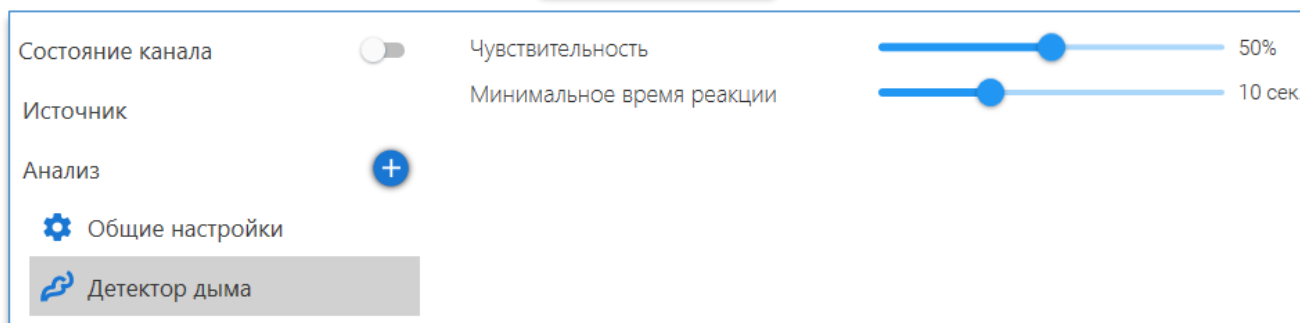 Состояние канала
Источник
Анализ
Общие настройки
Детектор дыма
Чувствительность 50%
Минимальное время реакции 10 сек.